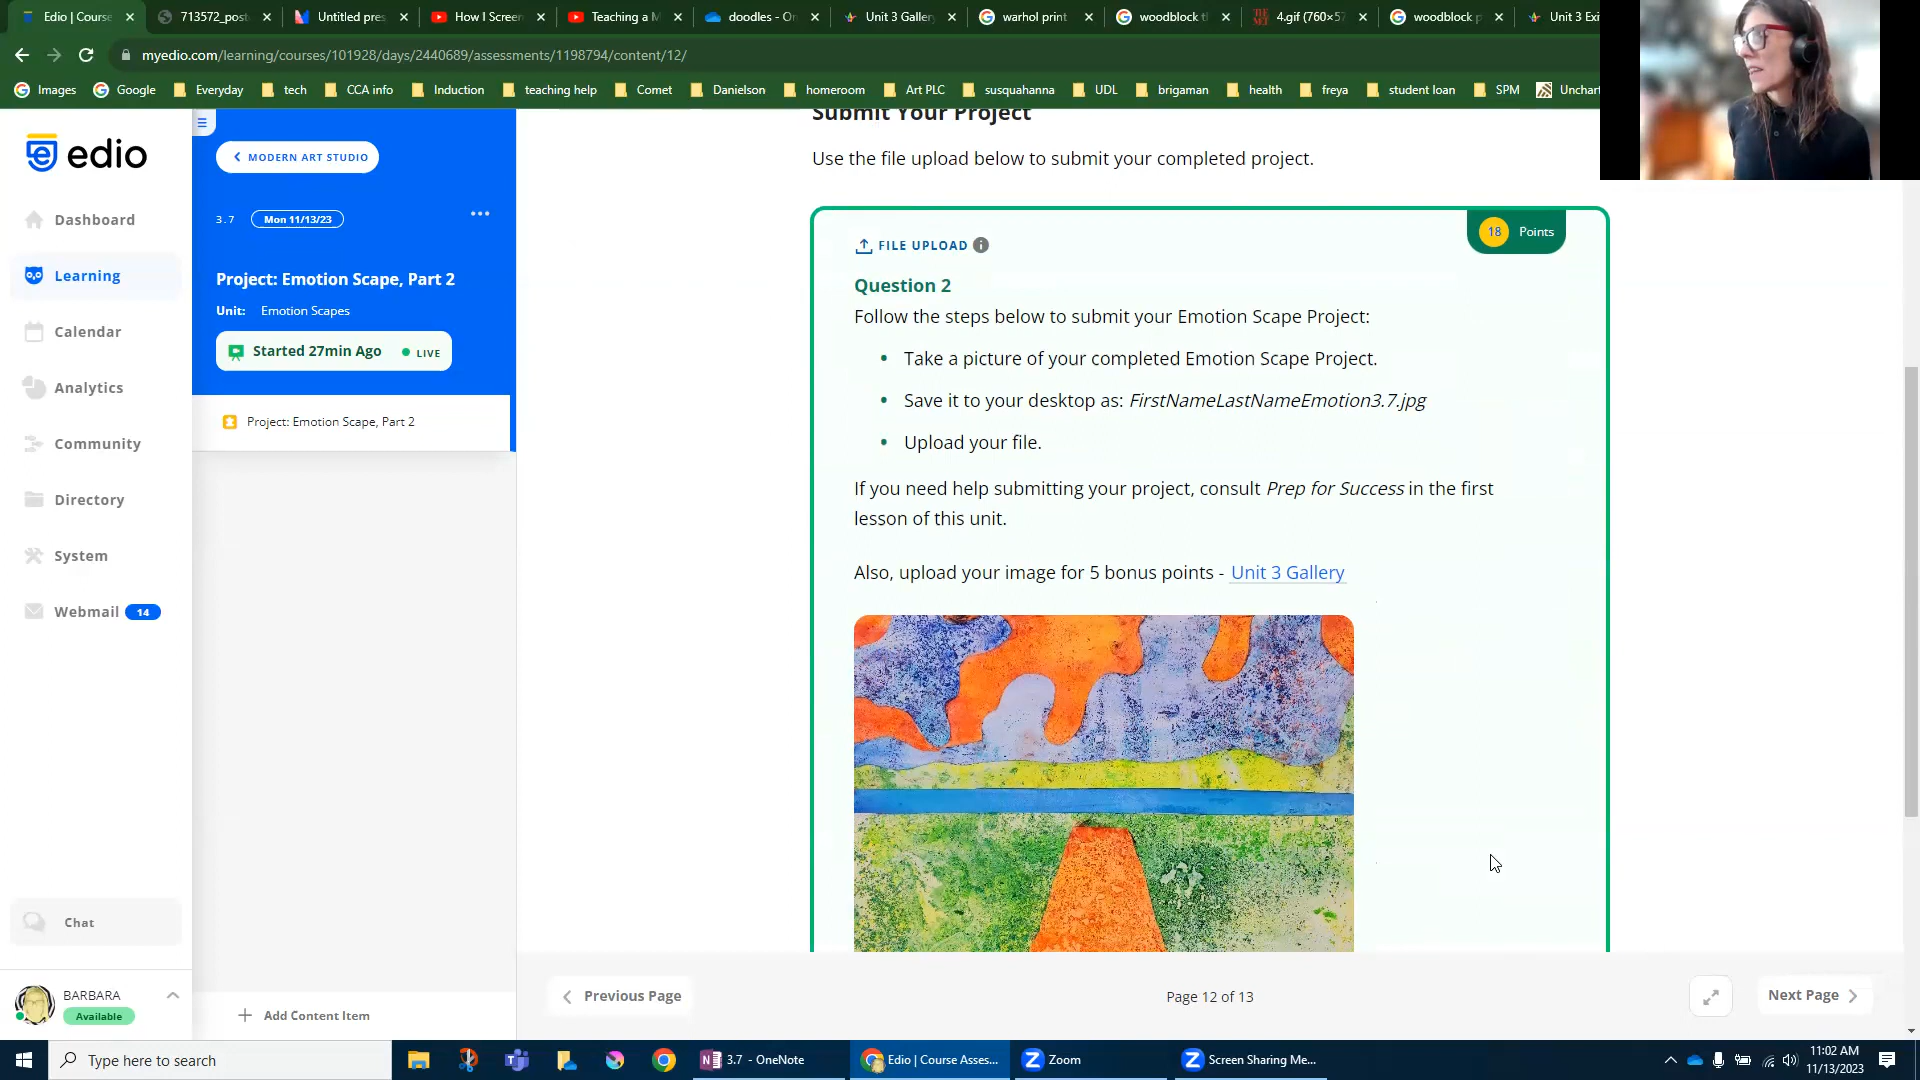 Edio | Course
713572_post
Untitled pres
How I Screen
Teaching a M
doodles - On
Unit 3 Gallery
warhol print
woodblock th
4.gif (760×57
woodblock p
Unit 3 Exi
myedio.com/learning/courses/101928/days/2440689/assessments/1198794/content/12/
Images
Google
Everyday
tech
CCA info
Induction
teaching help
Comet
Danielson
homeroom
Art PLC
susquahanna
UDL
brigaman
health
freya
student loan
SPM
Unchart
edio
Dashboard
Learning
Calendar
Analytics
Community
Directory
System
Webmail 14
Chat
BARBARA
Available
MODERN ART STUDIO
3.7 Mon 11/13/23
Project: Emotion Scape, Part 2
Unit: Emotion Scapes
Started 27min Ago LIVE
Project: Emotion Scape, Part 2
Add Content Item
Submit Your Project
Use the file upload below to submit your completed project.
FILE UPLOAD
18 Points
Question 2
Follow the steps below to submit your Emotion Scape Project:
• Take a picture of your completed Emotion Scape Project.
• Save it to your desktop as: FirstNameLastNameEmotion3.7.jpg
• Upload your file.
If you need help submitting your project, consult Prep for Success in the first
lesson of this unit.
Also, upload your image for 5 bonus points - Unit 3 Gallery
Previous Page
Page 12 of 13
Next Page
Type here to search
3.7 - OneNote
Edio | Course Asses...
Zoom
Screen Sharing Me...
11:02 AM
11/13/2023